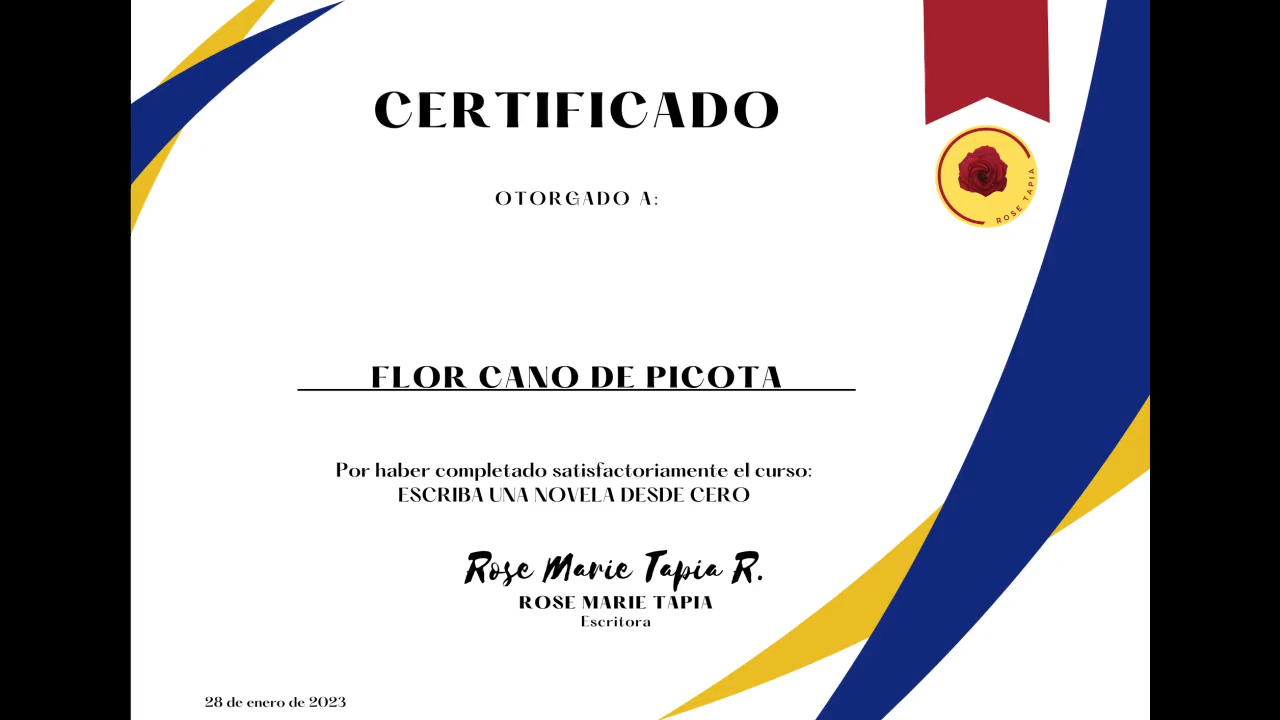 CERTIFICADO
OTORGADO A:
ROSE TAPIA
FLOR CANO DE PICOTA
Por haber completado satisfactoriamente el curso:
ESCRIBA UNA NOVELA DESDE CERO
Rose Marie Tapia R.
ROSE MARIE TAPIA
Escritora
28 de enero de 2023